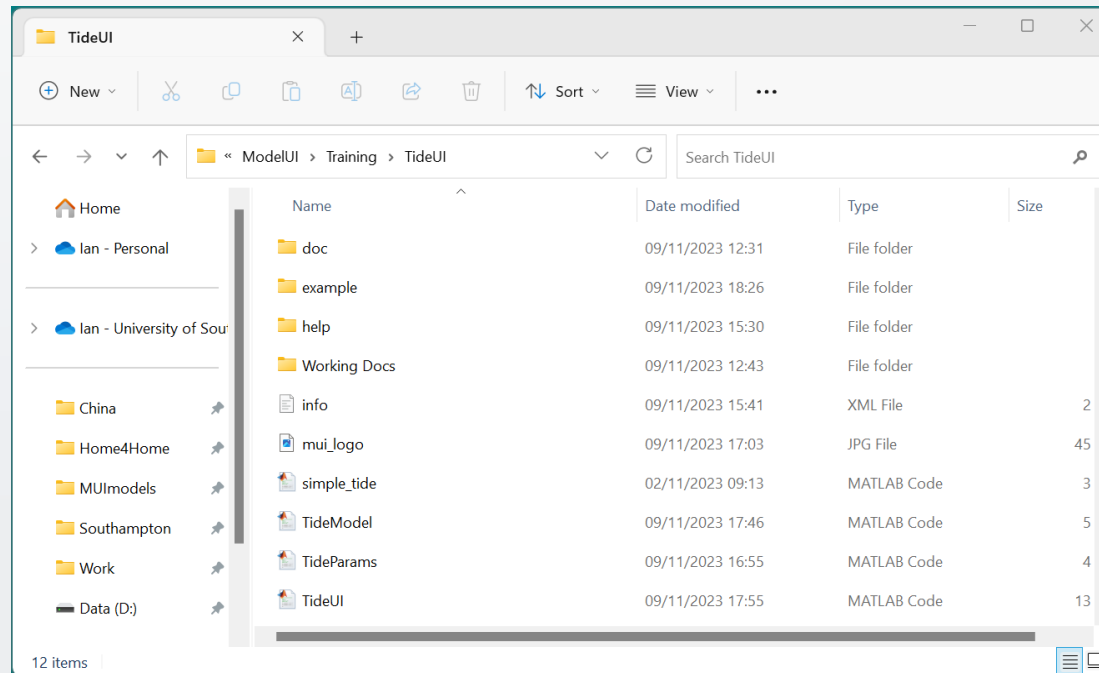 TideUI
New
Sort
View
« ModelUI > Training > TideUI
Search TideUI
Name Date modified Type Size
Home
Ian - Personal
Ian - University of Sou
China
Home4Home
MUImodels
Southampton
Work
Data (D:)
doc 09/11/2023 12:31 File folder
example 09/11/2023 18:26 File folder
help 09/11/2023 15:30 File folder
Working Docs 09/11/2023 12:43 File folder
info 09/11/2023 15:41 XML File 2
mui_logo 09/11/2023 17:03 JPG File 45
simple_tide 02/11/2023 09:13 MATLAB Code 3
TideModel 09/11/2023 17:46 MATLAB Code 5
TideParams 09/11/2023 16:55 MATLAB Code 4
TideUI 09/11/2023 17:55 MATLAB Code 13
12 items